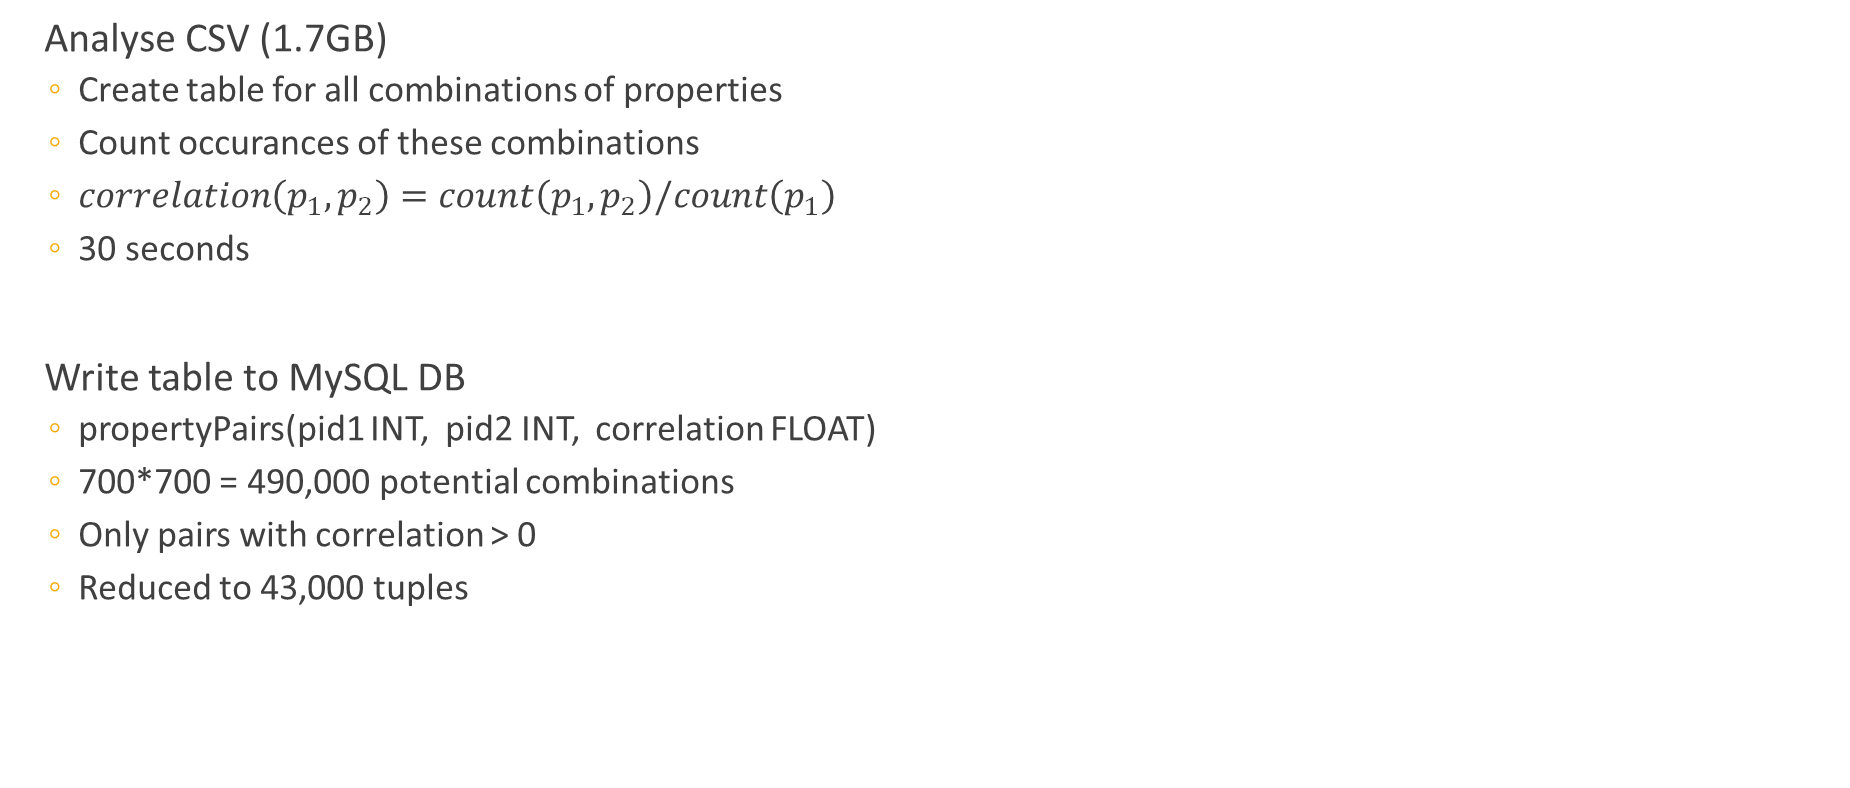 Analyse CSV (1.7GB)
◦ Create table for all combinations of properties
◦ Count occurances of these combinations
◦ correlation(p₁,p₂) = count(p₁,p₂)/count(p₁)
◦ 30 seconds
Write table to MySQL DB
◦ propertyPairs(pid1 INT, pid2 INT, correlation FLOAT)
◦ 700*700 = 490,000 potential combinations
◦ Only pairs with correlation > 0
◦ Reduced to 43,000 tuples